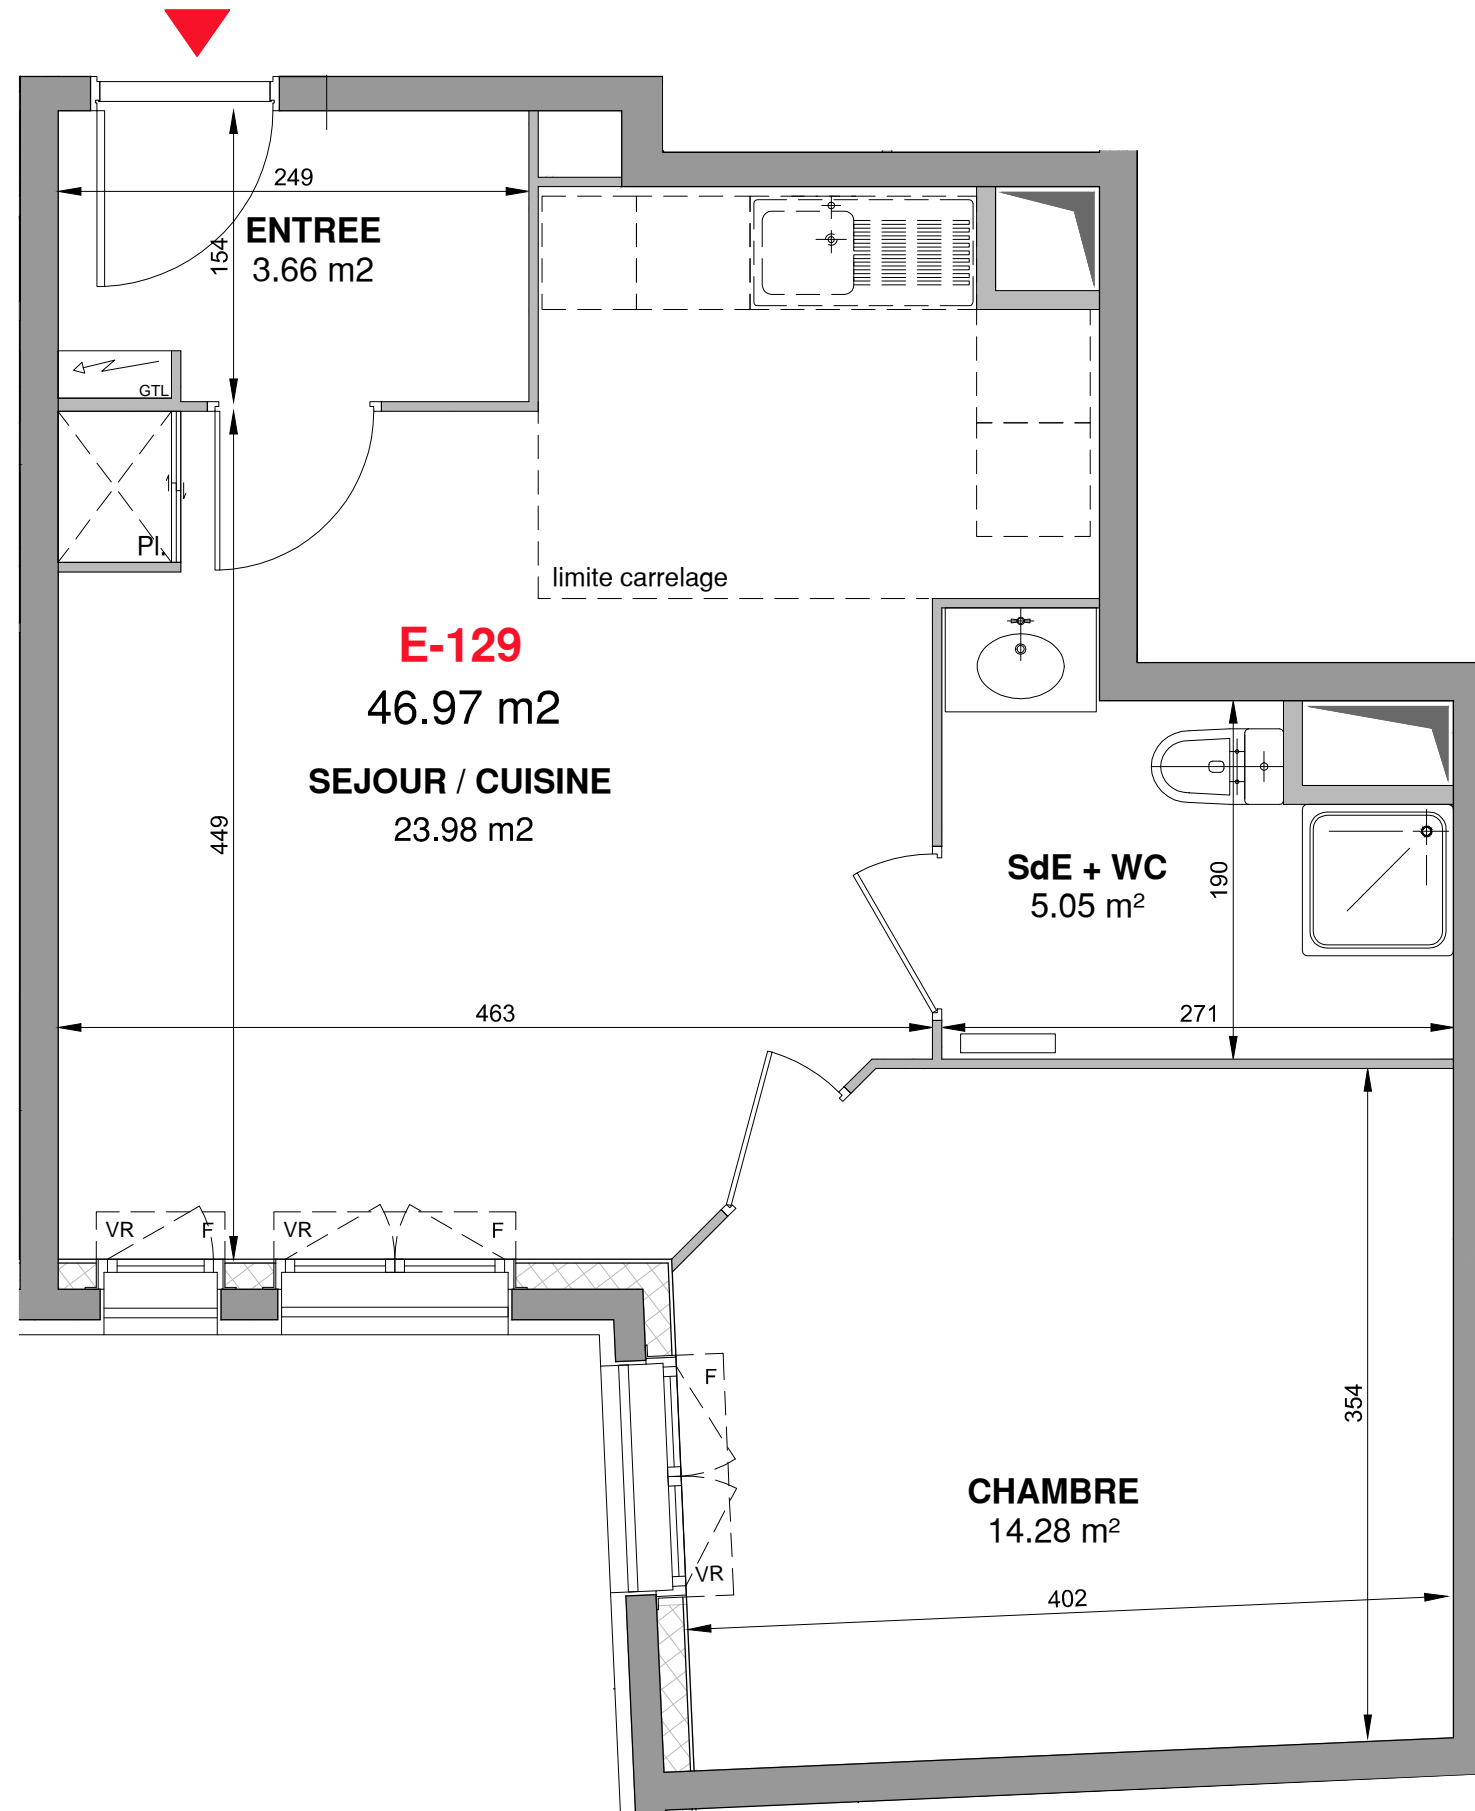 249
ENTREE
154
3.66 m2
GTL
Pl.
limite carrelage
E-129
46.97 m2
SEJOUR / CUISINE
23.98 m2
449
SdE + WC
5.05 m²
190
463
271
VR
F
VR
F
F
354
CHAMBRE
14.28 m²
VR
402